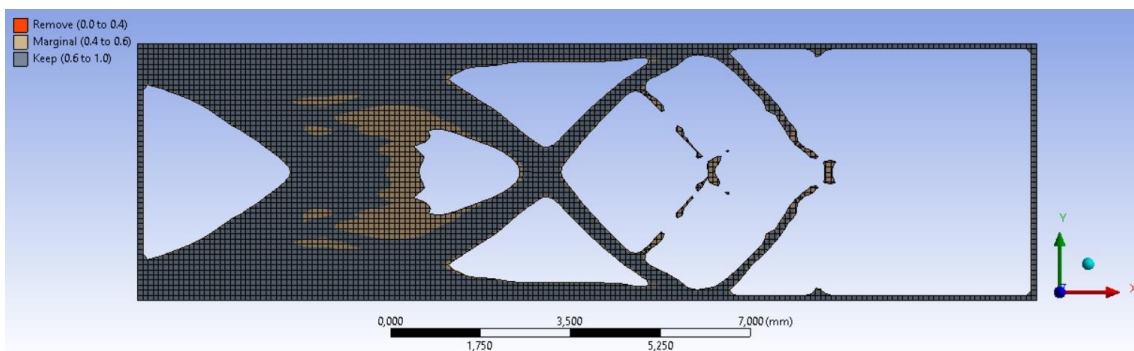 Remove (0.0 to 0.4)
Marginal (0.4 to 0.6)
Keep (0.6 to 1.0)
Y
X
0,000 3,500 7,000 (mm)
1,750 5,250